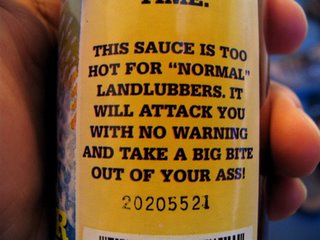 TIME.
THIS SAUCE IS TOO
HOT FOR “NORMAL”
LANDLUBBERS. IT
WILL ATTACK YOU
WITH NO WARNING
AND TAKE A BIG BITE
OUT OF YOUR ASS!
20205521
R